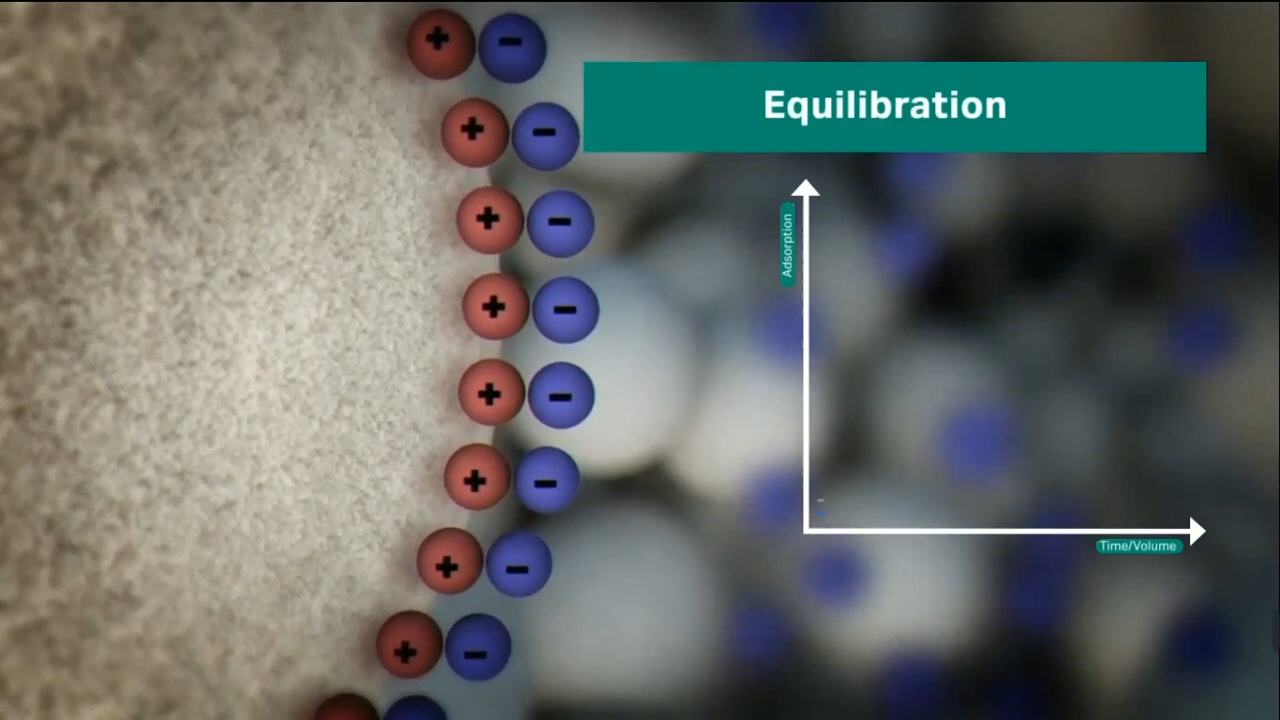 + -
Equilibration
+ -
+ -
Adsorption
+ -
+ -
+ -
+ -
Time/Volume
+ -